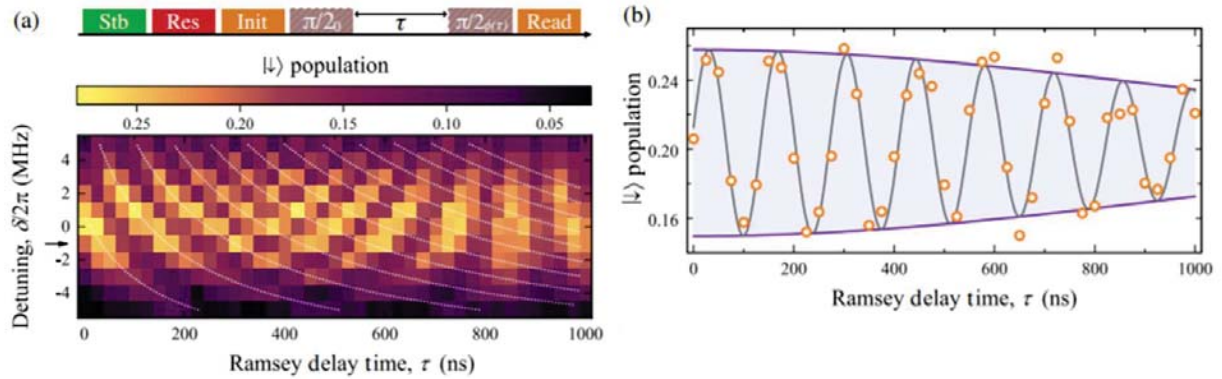 (a)
Stb Res Init π/2₀ τ π/2ϕ(τ) Read
|↓⟩ population
0.25 0.20 0.15 0.10 0.05
Detuning, δ/2π (MHz)
4
2
0
-2
-4
0 200 400 600 800 1000
Ramsey delay time, τ (ns)
(b)
|↓⟩ population
0.24
0.20
0.16
0 200 400 600 800 1000
Ramsey delay time, τ (ns)